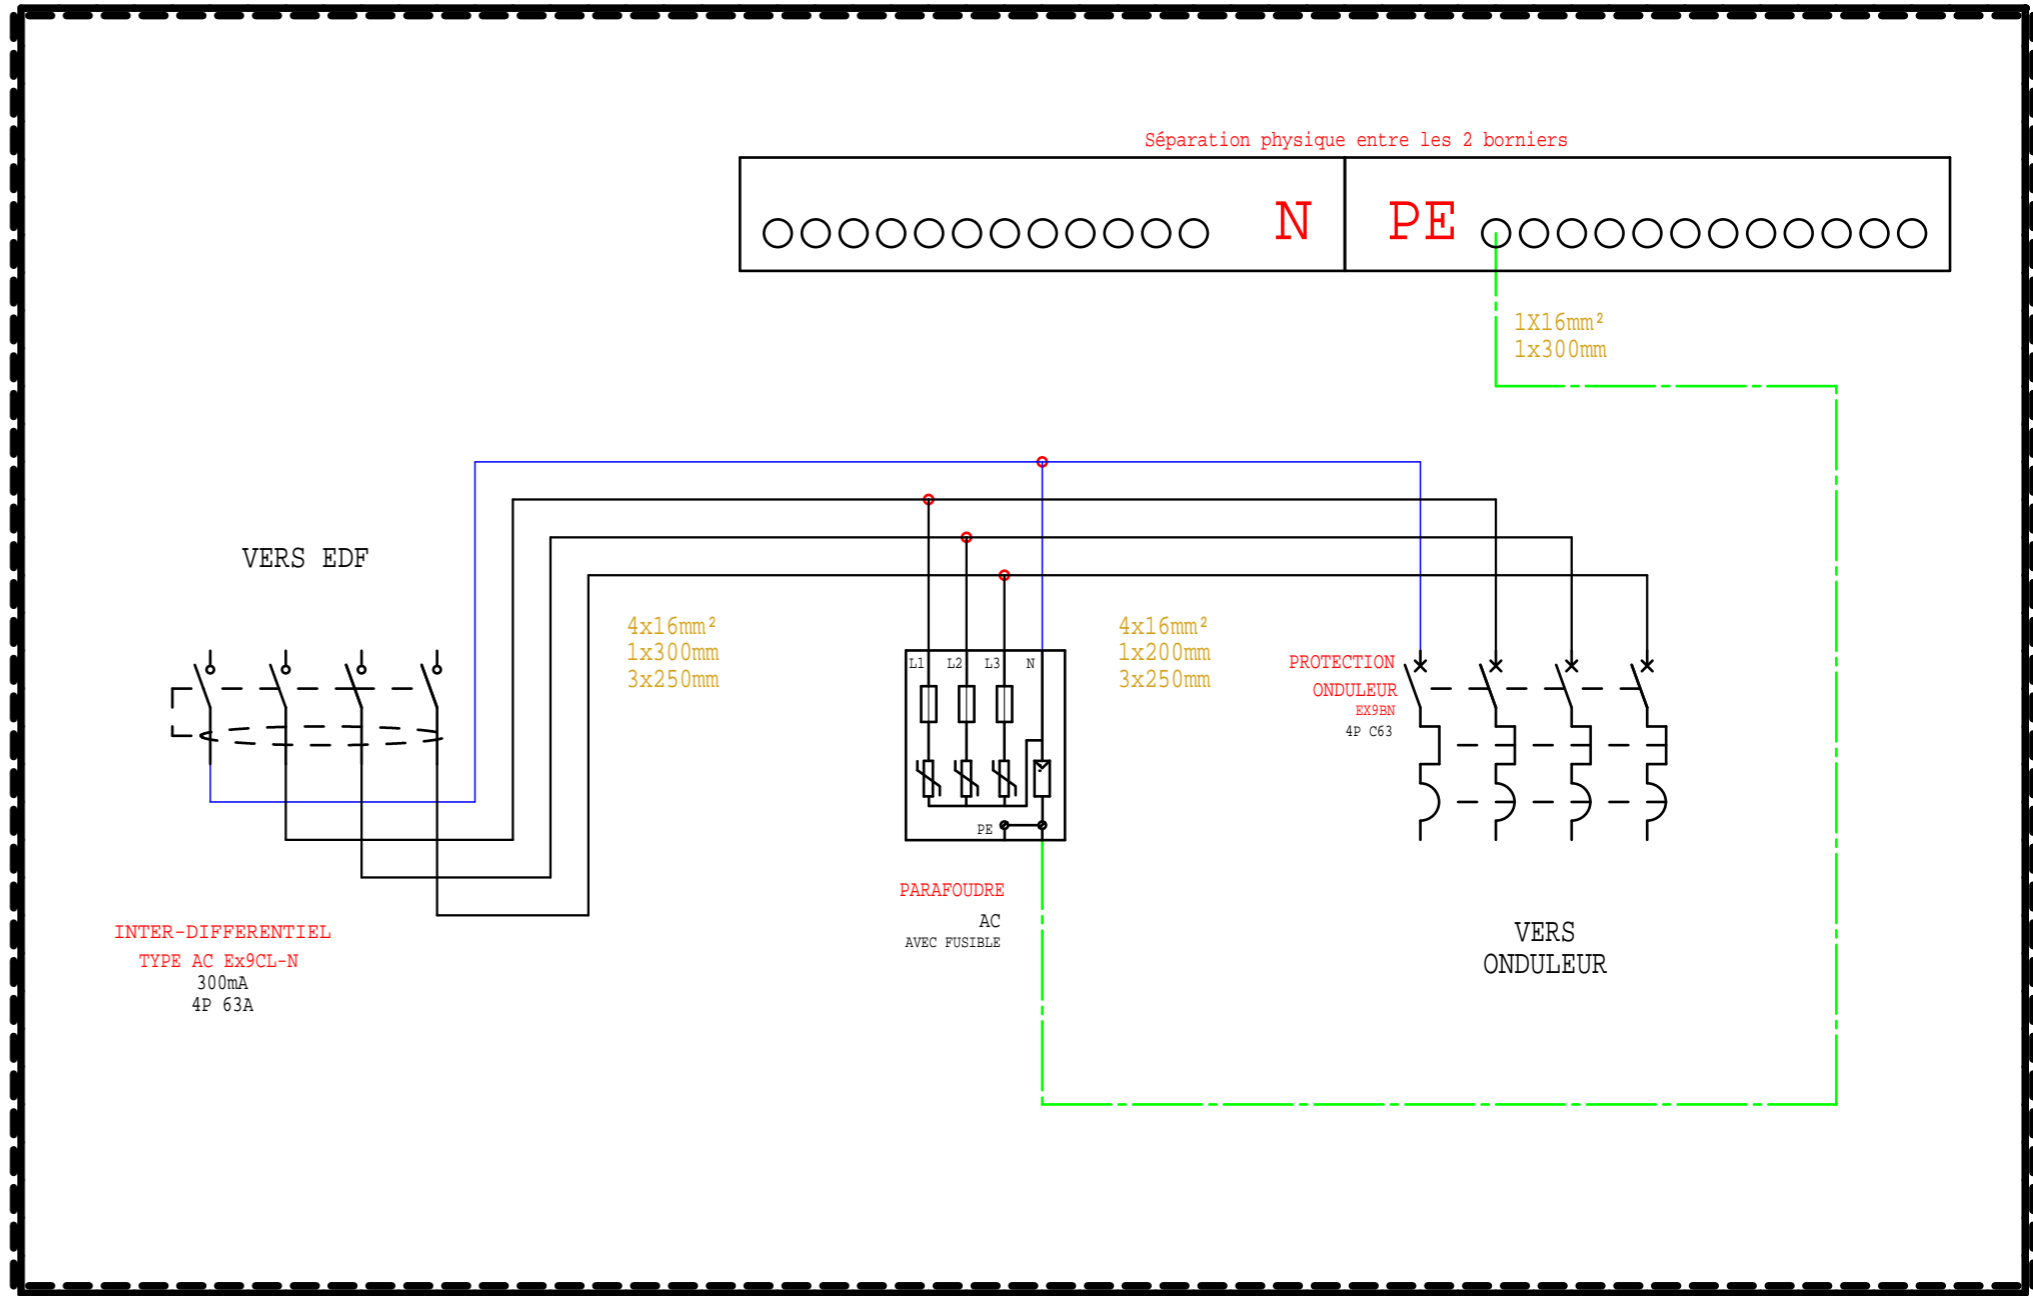 Séparation physique entre les 2 borniers
N
PE
1X16mm²
1x300mm
VERS EDF
4x16mm²
1x300mm
3x250mm
4x16mm²
1x200mm
3x250mm
L1
L2
L3
N
PE
PROTECTION
ONDULEUR
EX9BN
4P C63
PARAFOUDRE
AC
AVEC FUSIBLE
INTER-DIFFERENTIEL
TYPE AC Ex9CL-N
300mA
4P 63A
VERS
ONDULEUR